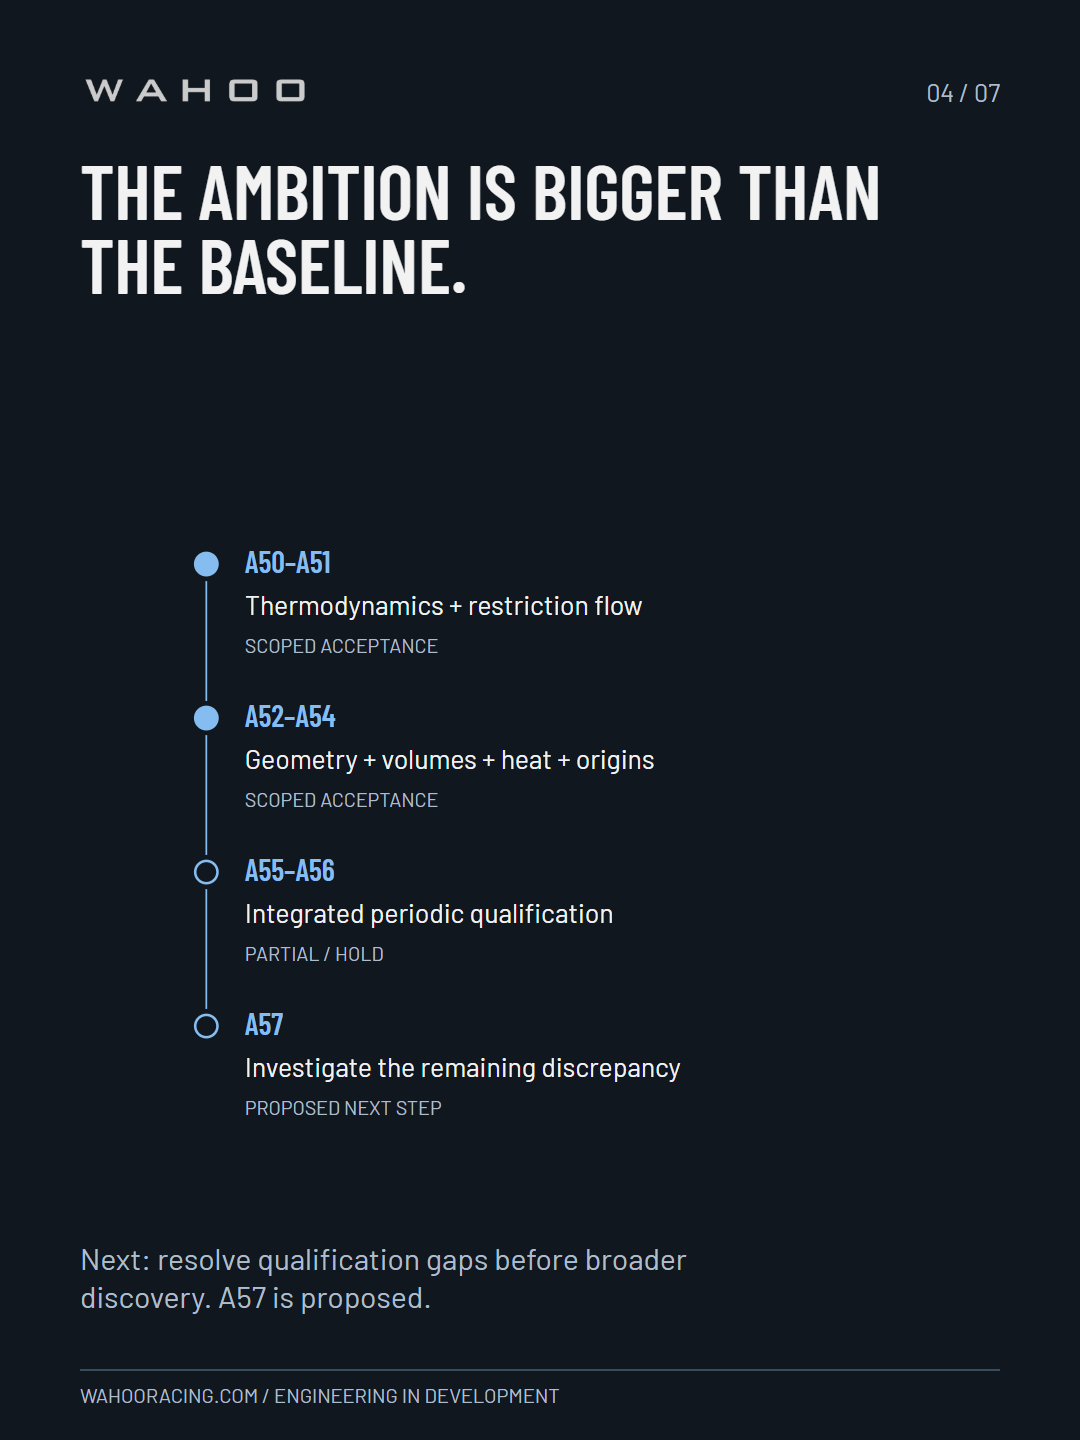 WAHOO
04 / 07
THE AMBITION IS BIGGER THAN
THE BASELINE.
A50–A51
Thermodynamics + restriction flow
SCOPED ACCEPTANCE
A52–A54
Geometry + volumes + heat + origins
SCOPED ACCEPTANCE
A55–A56
Integrated periodic qualification
PARTIAL / HOLD
A57
Investigate the remaining discrepancy
PROPOSED NEXT STEP
Next: resolve qualification gaps before broader
discovery. A57 is proposed.
WAHOORACING.COM / ENGINEERING IN DEVELOPMENT